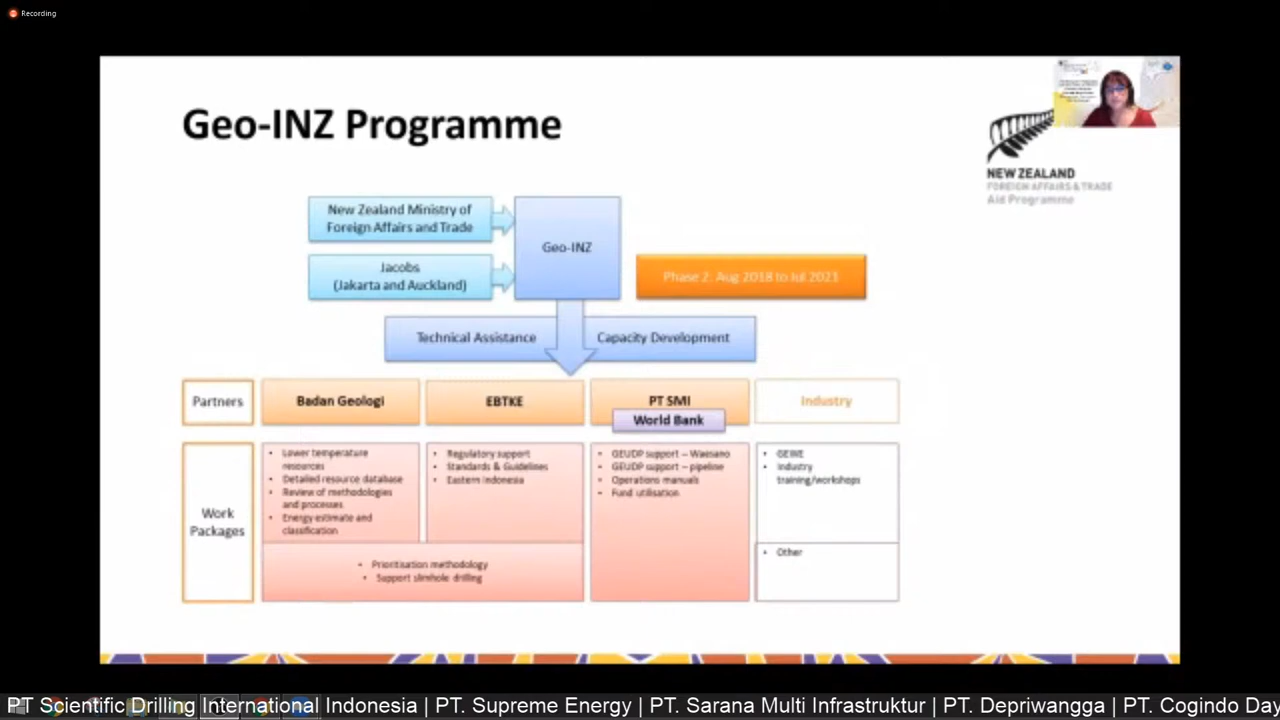 Recording
Geo-INZ Programme
NEW ZEALAND
FOREIGN AFFAIRS & TRADE
Aid Programme
New Zealand Ministry of
Foreign Affairs and Trade
Geo-INZ
Jacobs
(Jakarta and Auckland)
Phase 2: Aug 2018 to Jul 2021
Technical Assistance
Capacity Development
Partners
Badan Geologi
EBTKE
PT SMI
World Bank
Industry
Work
Packages
• Lower temperature
resources
• Detailed resource database
• Review of methodologies
and processes
• Energy estimate and
classification
• Regulatory support
• Standards & Guidelines
• Eastern Indonesia
• Prioritisation methodology
• Support slimhole drilling
• GEUDP support – Waesano
• GEUDP support – pipeline
• Operations manuals
• Fund utilisation
• GEIWE
• Industry
training/workshops
• Other
PT Scientific Drilling International Indonesia | PT. Supreme Energy | PT. Sarana Multi Infrastruktur | PT. Depriwangga | PT. Cogindo Day